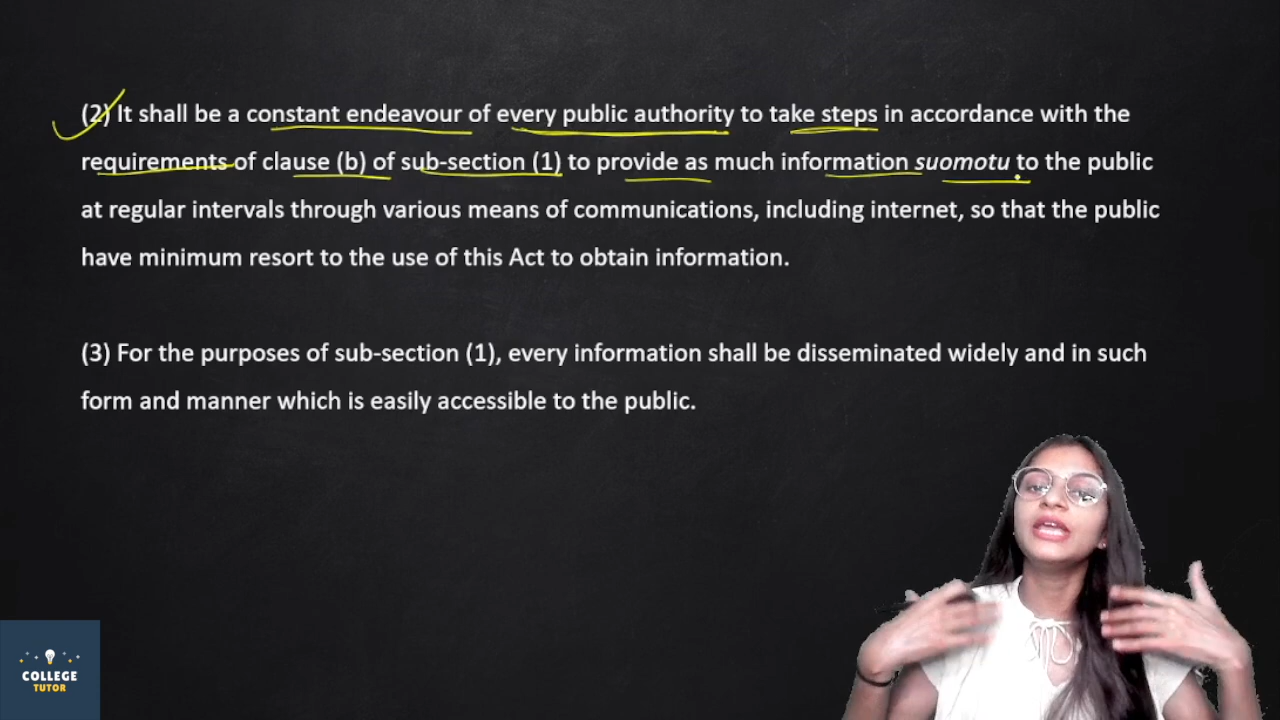 (2) It shall be a constant endeavour of every public authority to take steps in accordance with the
requirements of clause (b) of sub-section (1) to provide as much information suomotu to the public
at regular intervals through various means of communications, including internet, so that the public
have minimum resort to the use of this Act to obtain information.
(3) For the purposes of sub-section (1), every information shall be disseminated widely and in such
form and manner which is easily accessible to the public.
COLLEGE
TUTOR